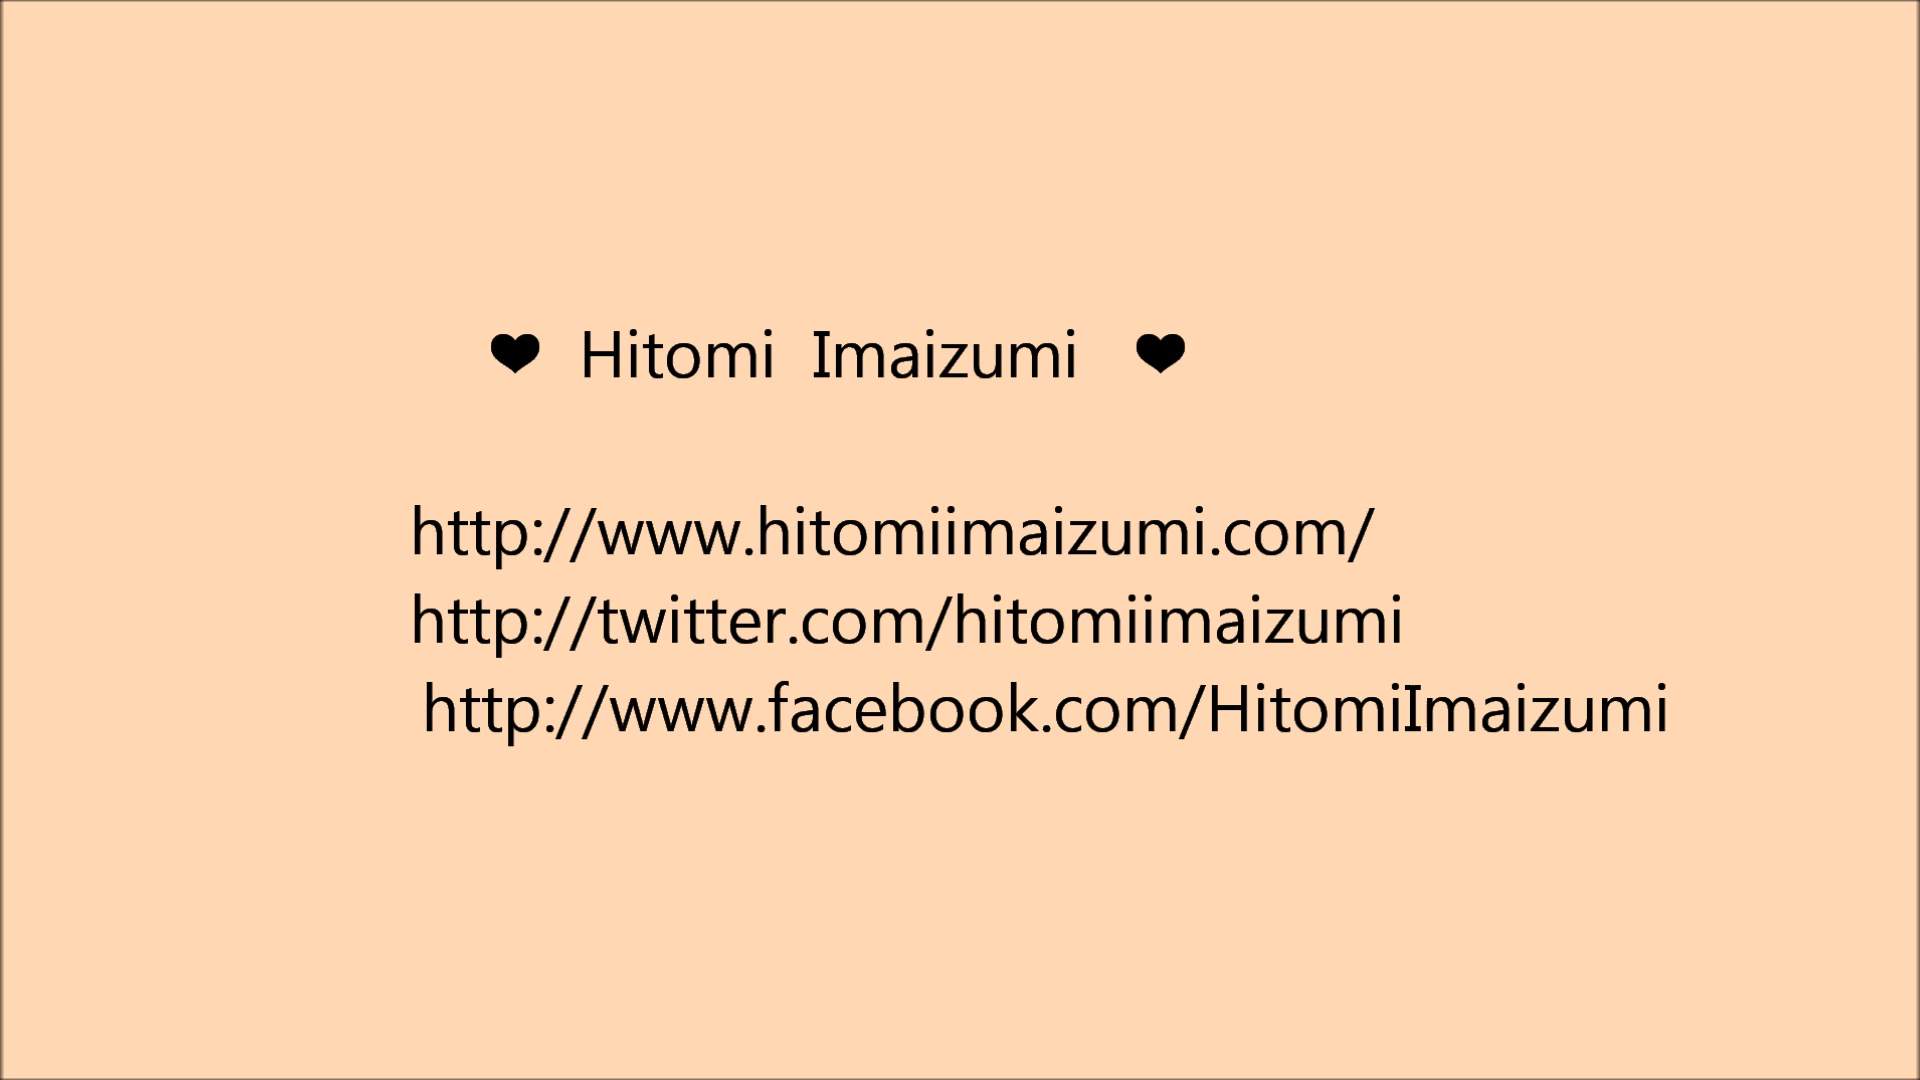 ❤ Hitomi Imaizumi ❤
http://www.hitomiimaizumi.com/
http://twitter.com/hitomiimaizumi
http://www.facebook.com/HitomiImaizumi